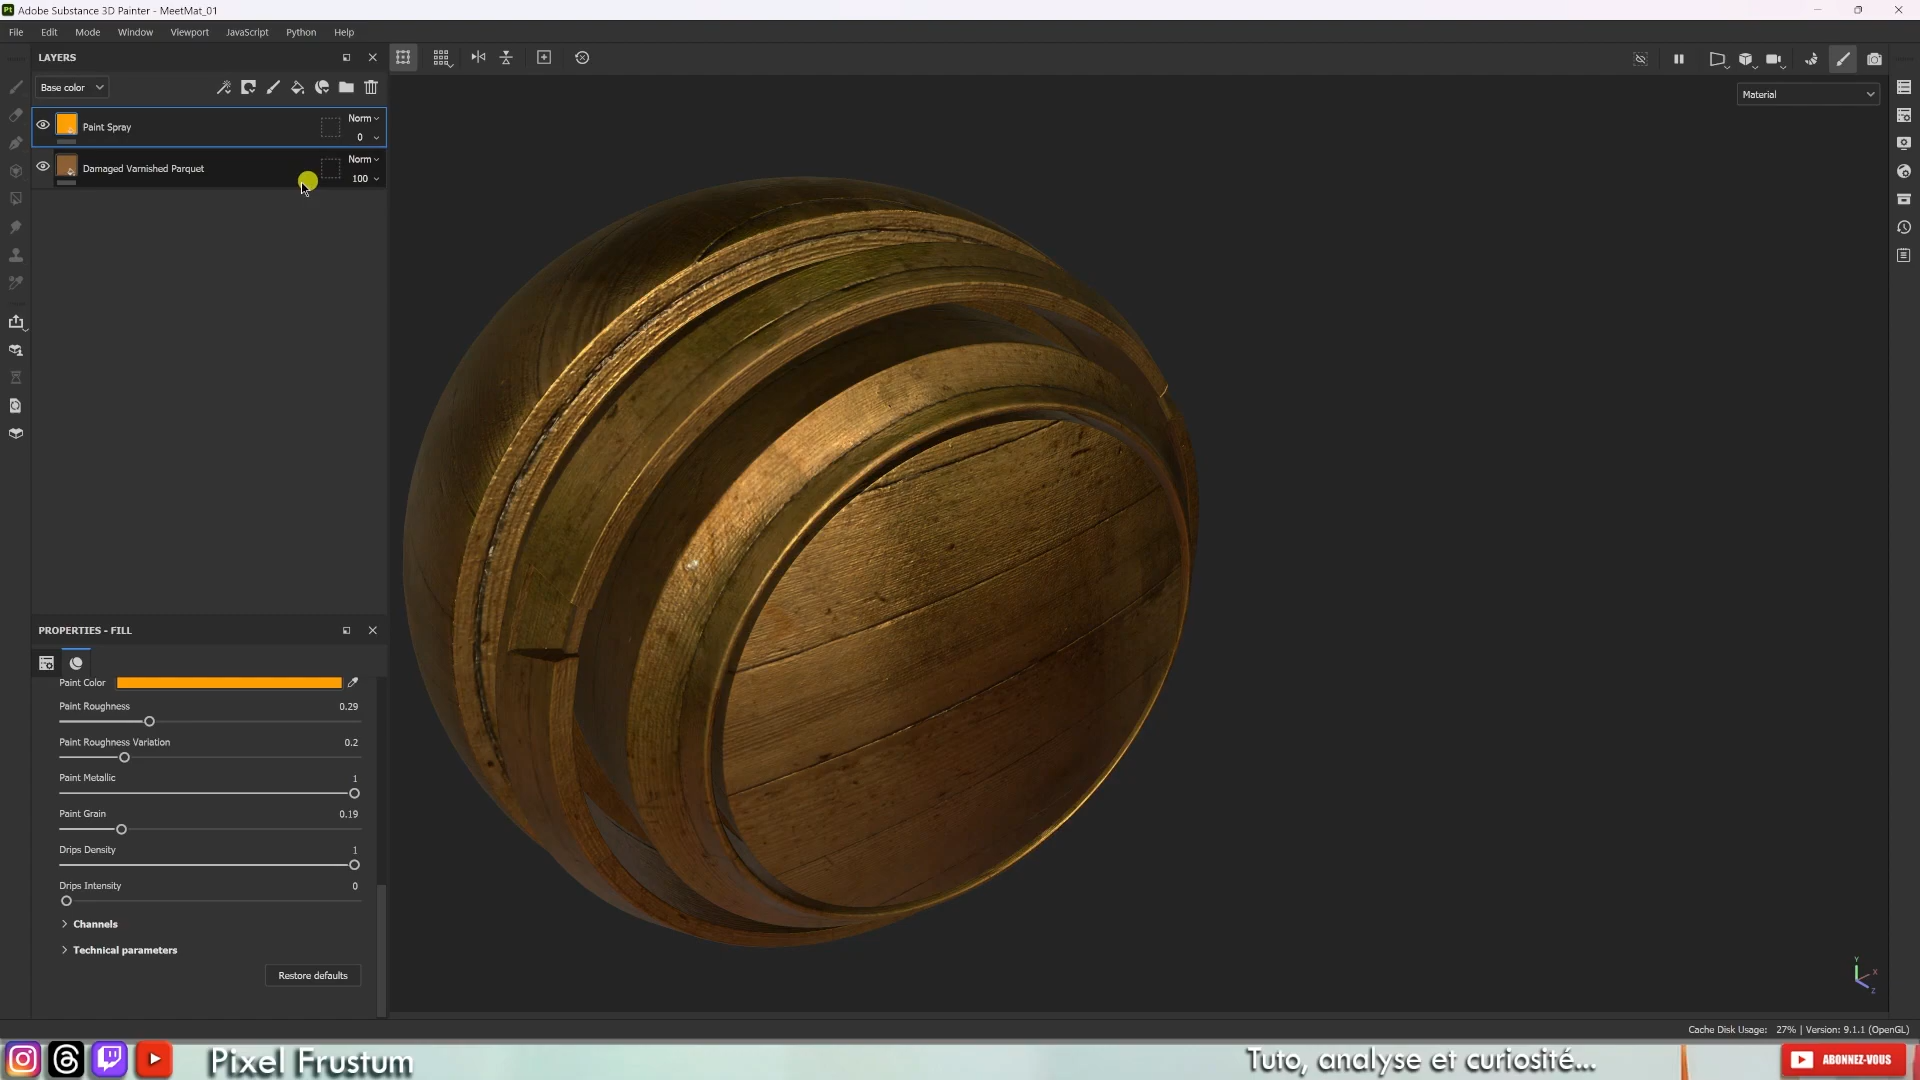 Adobe Substance 3D Painter - MeetMat_01
File Edit Mode Window Viewport JavaScript Python Help
LAYERS
Base color
Material
Paint Spray
Norm
0
Damaged Varnished Parquet
Norm
100
PROPERTIES - FILL
Paint Color
Paint Roughness 0.29
Paint Roughness Variation 0.2
Paint Metallic 1
Paint Grain 0.19
Drips Density 1
Drips Intensity 0
Channels
Technical parameters
Restore defaults
Y
X
Z
Cache Disk Usage: 27% | Version: 9.1.1 (OpenGL)
Pixel Frustum
Tuto, analyse et curiosité...
ABONNEZ-VOUS